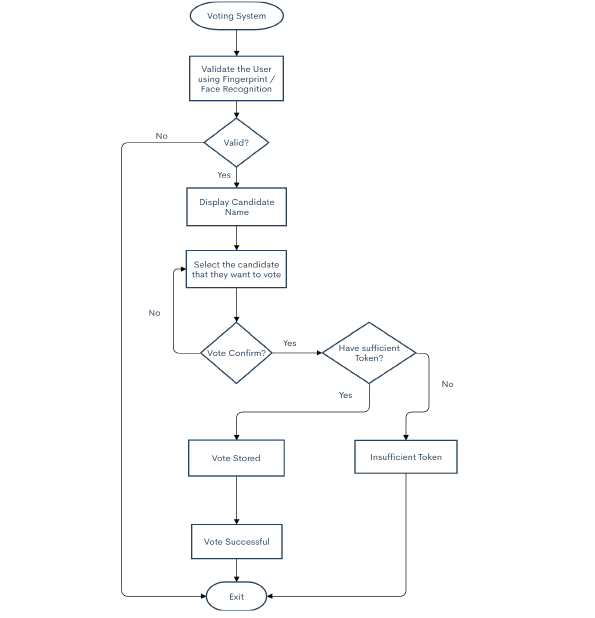 Voting System
Validate the User
using Fingerprint /
Face Recognition
No
Valid?
Yes
Display Candidate
Name
Select the candidate
that they want to vote
No
Vote Confirm?
Yes
Have sufficient
Token?
No
Yes
Vote Stored
Insufficient Token
Vote Successful
Exit